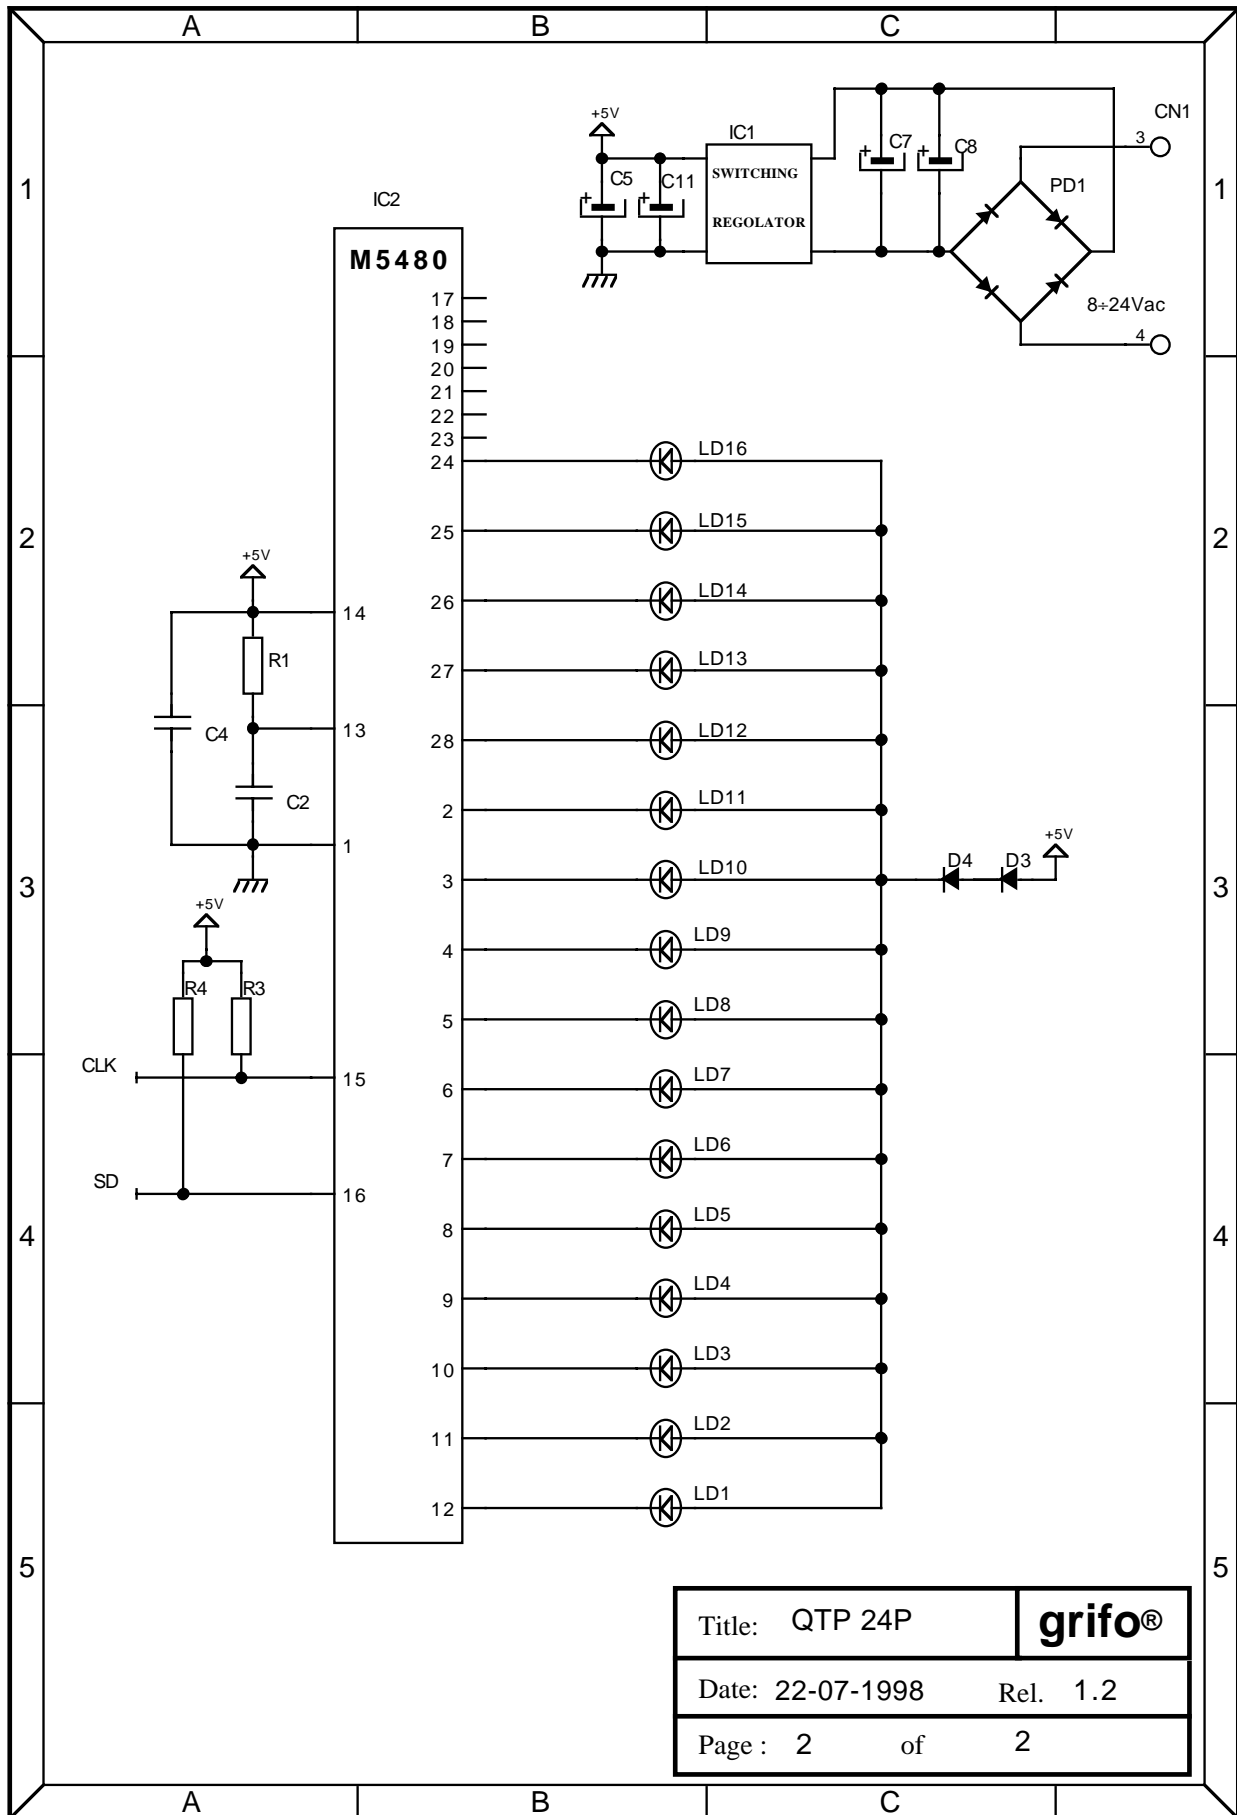 A B C
CN1
+5V
IC1
3
C7 C8
1 SWITCHING 1
C5 C11 PD1
IC2
REGOLATOR
M5480
17
8÷24Vac
18
4
19
20
21
22
23
24 LD16
2 25 LD15 2
+5V
26 LD14
14
R1
27 LD13
C4 13
28 LD12
C2
2 LD11
1
+5V
3 3 LD10 D4 D3 3
+5V
4 LD9
R4 R3
5 LD8
CLK 15
6 LD7
7 LD6
SD 16
4 8 LD5 4
9 LD4
10 LD3
11 LD2
12 LD1
5 5
Title: QTP 24P grifo®
Date: 22-07-1998 Rel. 1.2
Page : 2 of 2
A B C